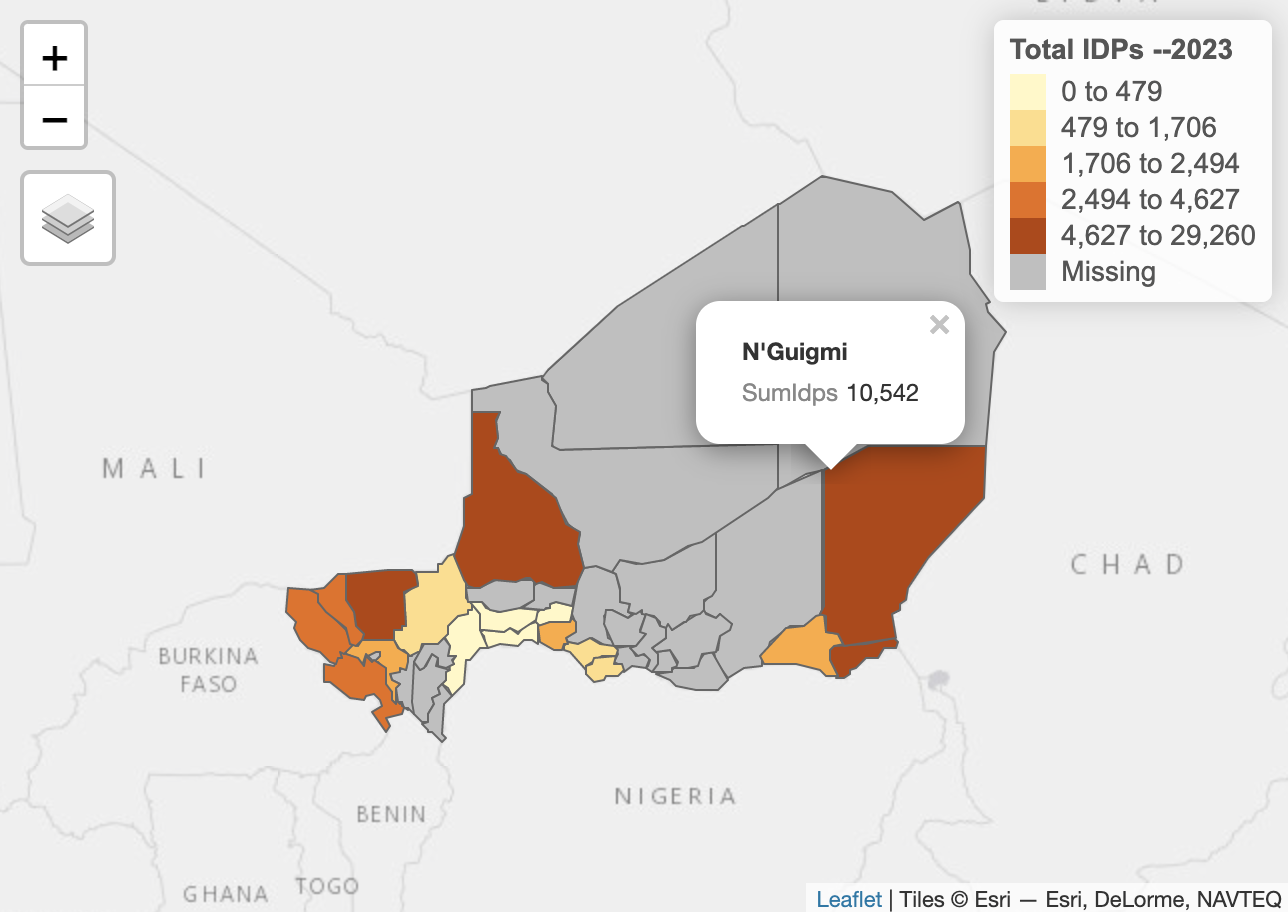 +
−
Total IDPs --2023
0 to 479
479 to 1,706
1,706 to 2,494
2,494 to 4,627
4,627 to 29,260
Missing
×
N'Guigmi
SumIdps 10,542
MALI
CHAD
BURKINA
FASO
NIGERIA
BENIN
GHANA
TOGO
Leaflet | Tiles © Esri — Esri, DeLorme, NAVTEQ